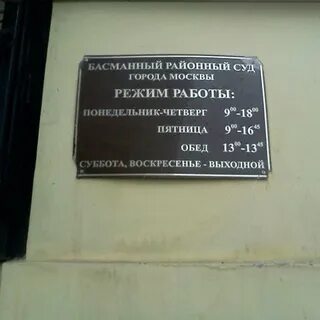 БАСМАННЫЙ РАЙОННЫЙ СУД
ГОРОДА МОСКВЫ
РЕЖИМ РАБОТЫ:
ПОНЕДЕЛЬНИК-ЧЕТВЕРГ 9⁰⁰-18⁰⁰
ПЯТНИЦА 9⁰⁰-16⁴⁵
ОБЕД 13⁰⁰-13⁴⁵
СУББОТА, ВОСКРЕСЕНЬЕ - ВЫХОДНОЙ